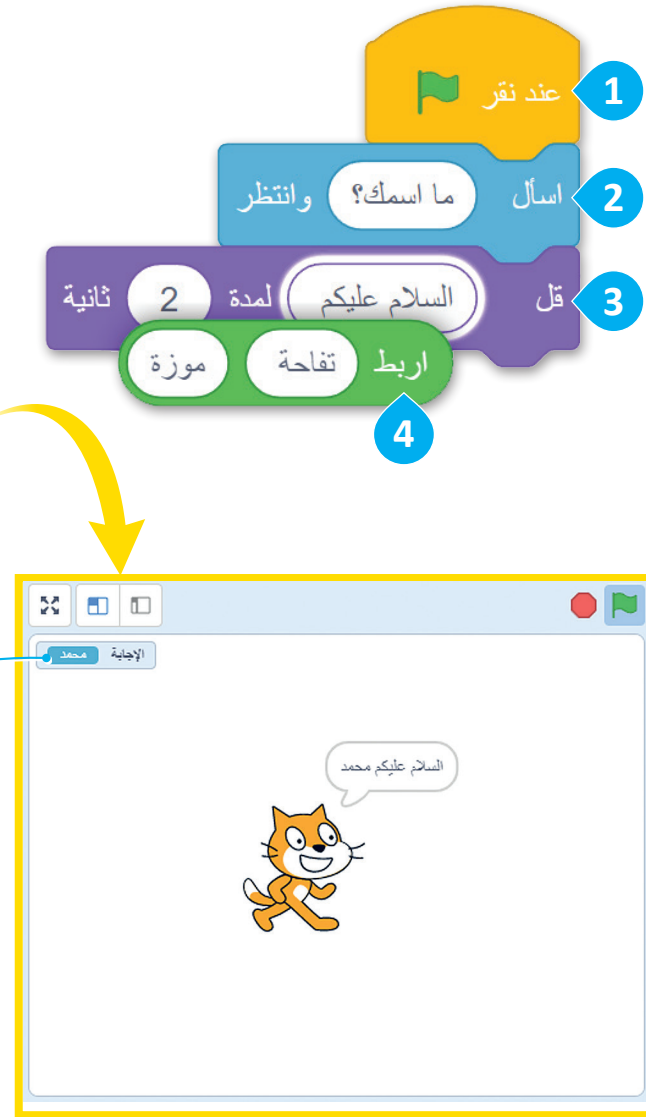 عند نقر 1
اسأل ما اسمك؟ وانتظر 2
قل السلام عليكم لمدة 2 ثانية 3
اربط تفاحة موزة
4
الإجابة محمد
السلام عليكم محمد